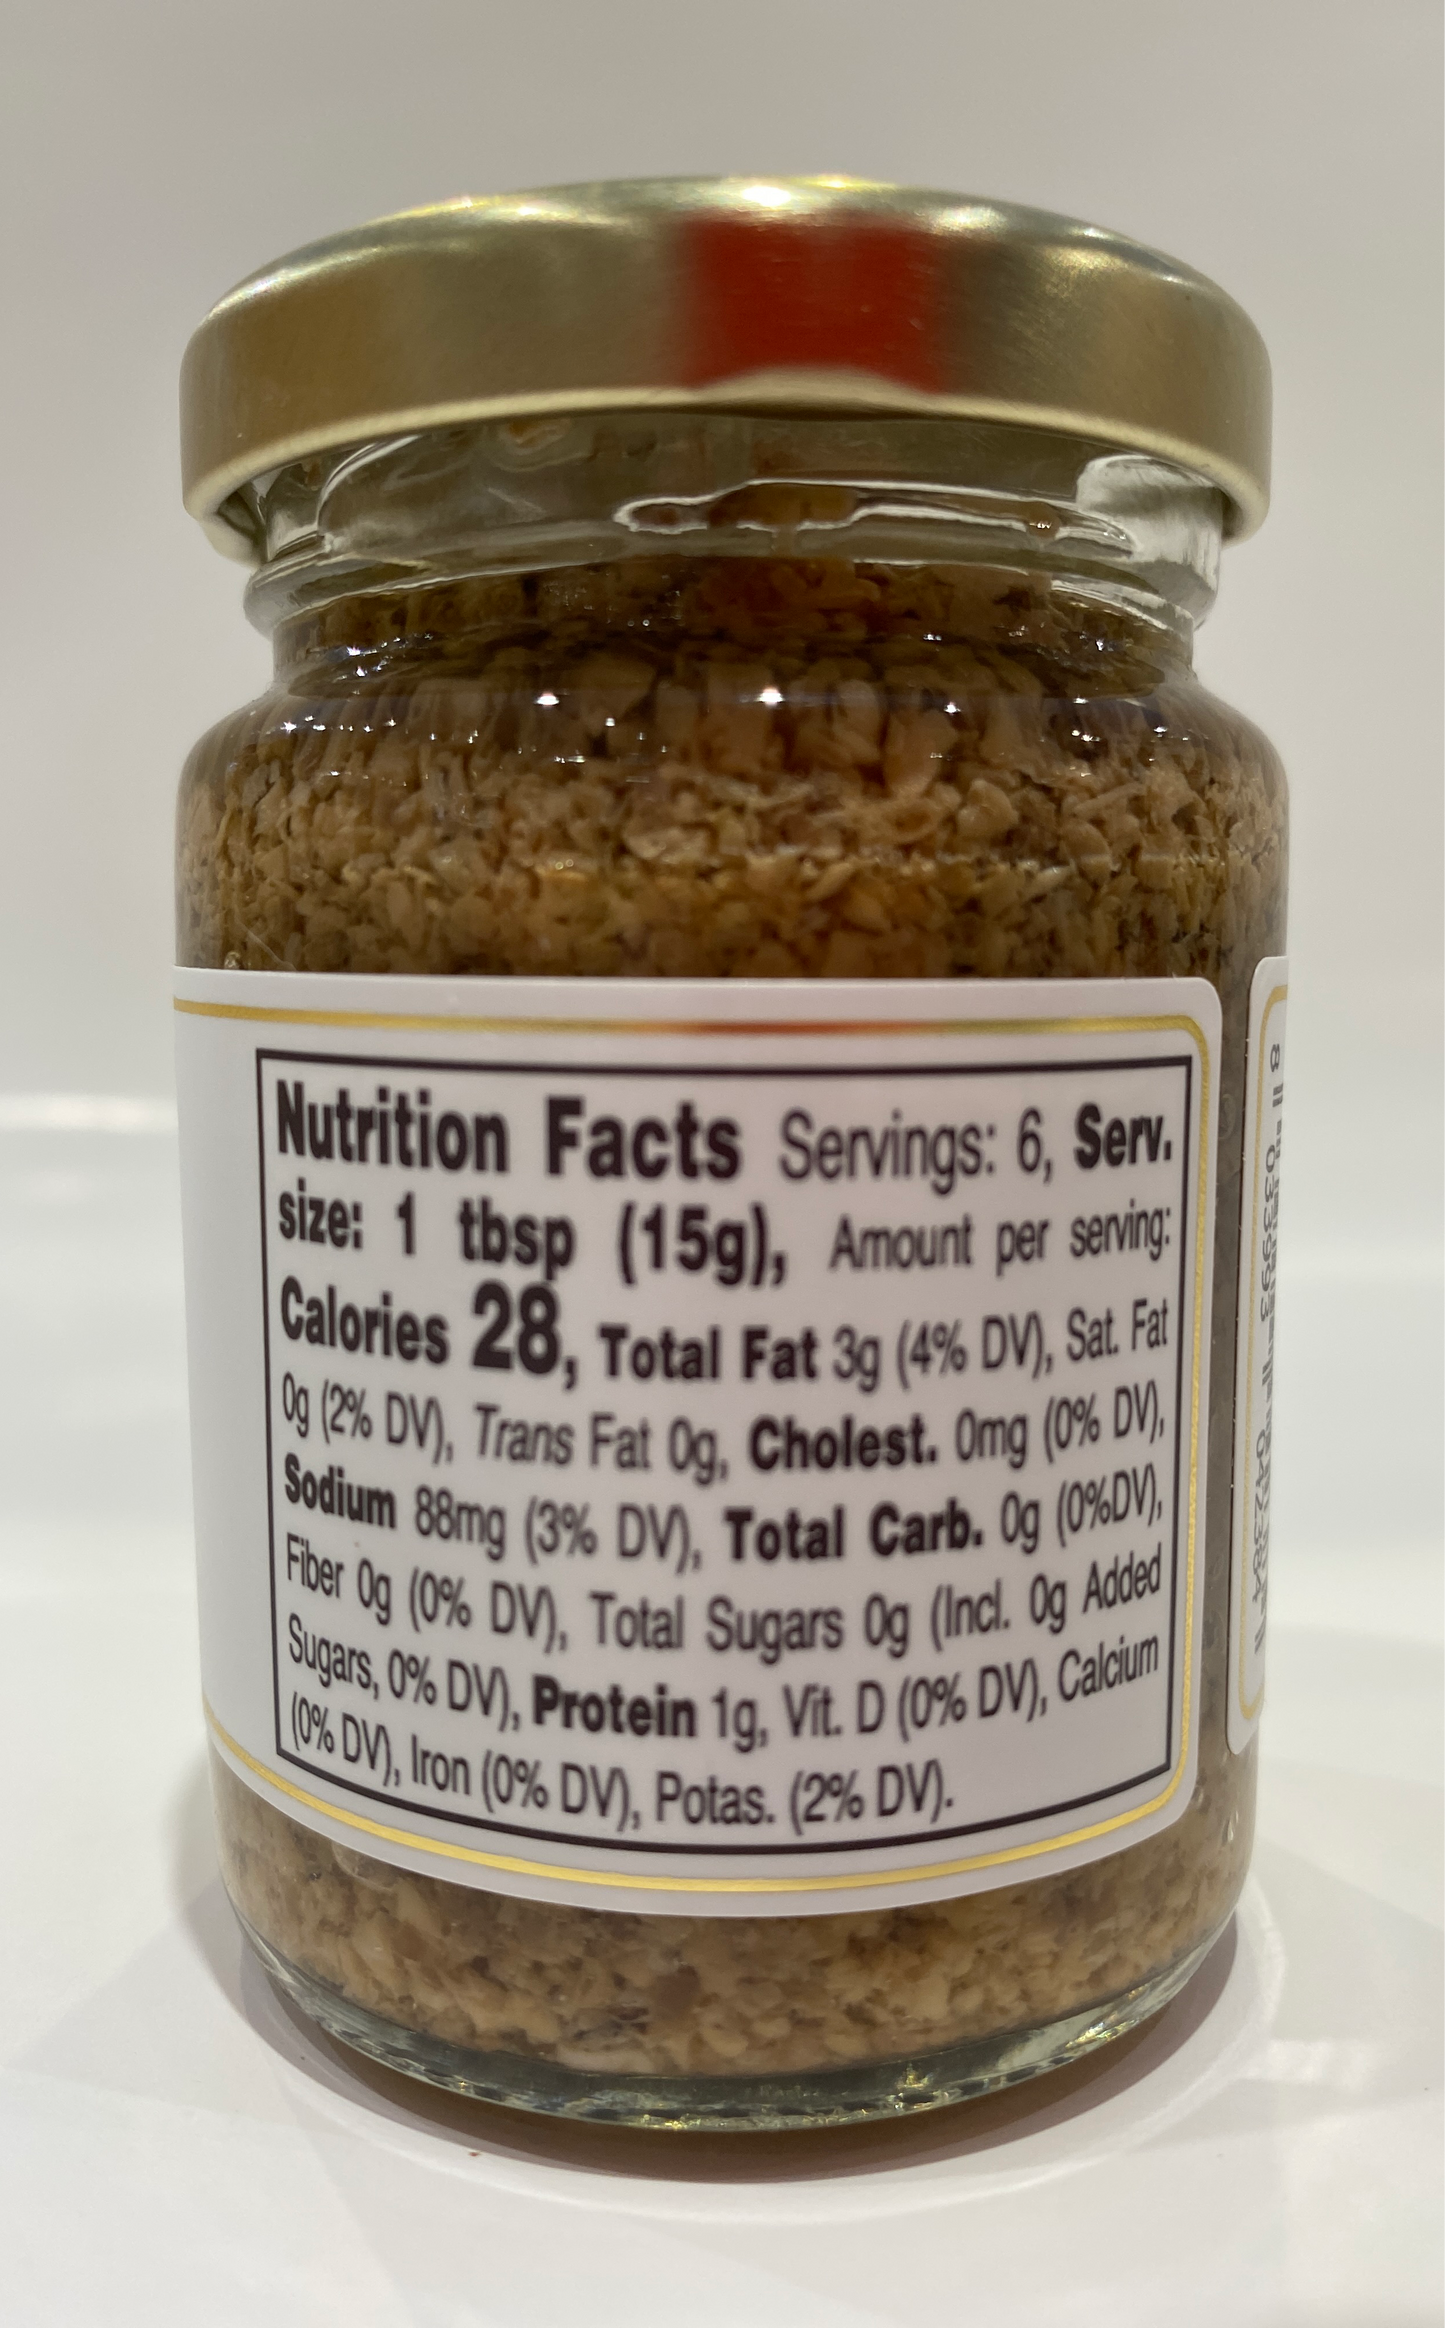 Nutrition Facts Servings: 6, Serv.
size: 1 tbsp (15g), Amount per serving:
Calories 28, Total Fat 3g (4% DV), Sat. Fat
0g (2% DV), Trans Fat 0g, Cholest. 0mg (0% DV),
Sodium 88mg (3% DV), Total Carb. 0g (0%DV),
Fiber 0g (0% DV), Total Sugars 0g (Incl. 0g Added
Sugars, 0% DV), Protein 1g, Vit. D (0% DV), Calcium
(0% DV), Iron (0% DV), Potas. (2% DV).
8